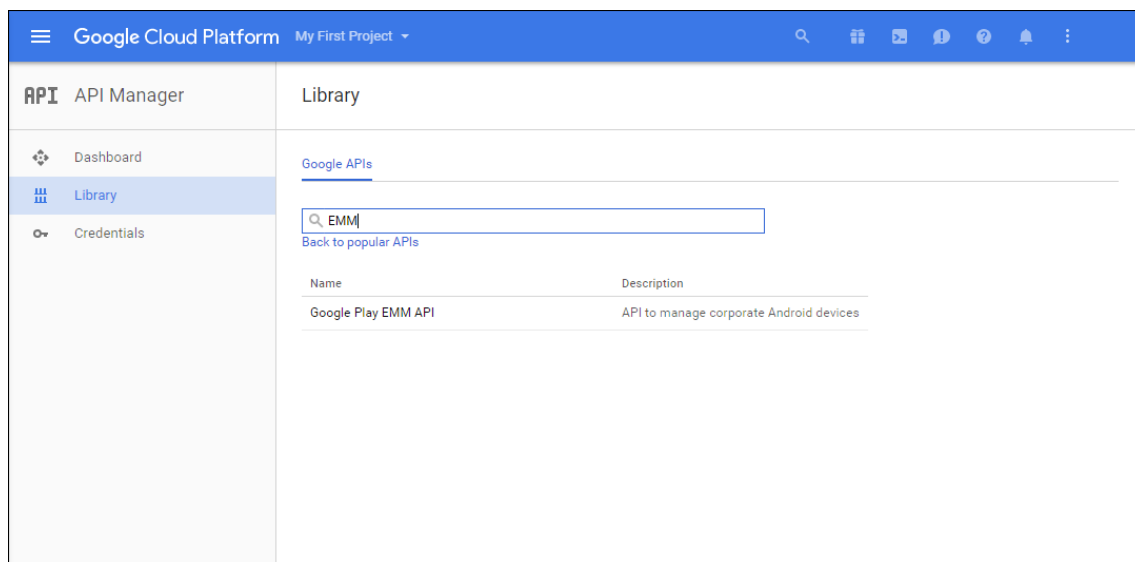 Google Cloud Platform My First Project
API API Manager
Library
Dashboard
Library
Credentials
Google APIs
EMM
Back to popular APIs
Name Description
Google Play EMM API API to manage corporate Android devices